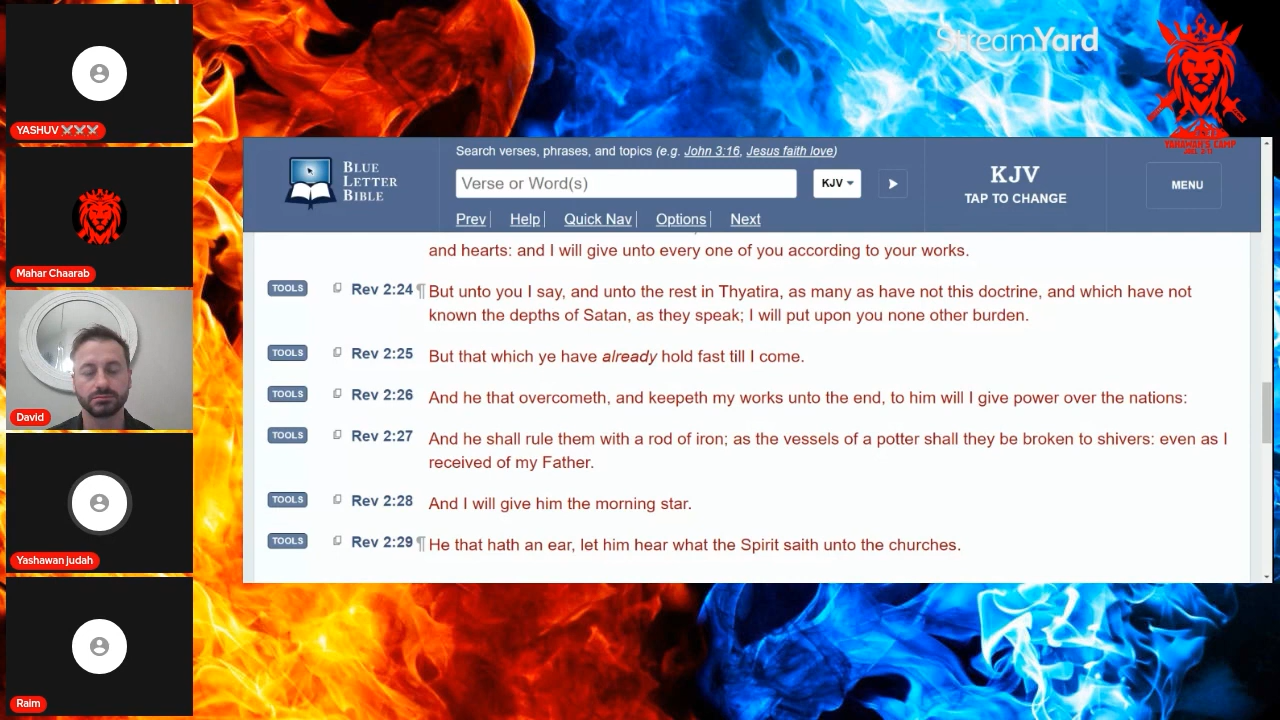 YASHUV ⚔⚔⚔
Mahar Chaarab
David
Yashawan judah
Raim
StreamYard
YAHAWAH'S CAMP
BLUE
LETTER
BIBLE
Search verses, phrases, and topics (e.g. John 3:16, Jesus faith love)
Verse or Word(s)
KJV
Prev Help Quick Nav Options Next
KJV
TAP TO CHANGE
MENU
and hearts: and I will give unto every one of you according to your works.
TOOLS Rev 2:24 ¶ But unto you I say, and unto the rest in Thyatira, as many as have not this doctrine, and which have not
known the depths of Satan, as they speak; I will put upon you none other burden.
TOOLS Rev 2:25 But that which ye have already hold fast till I come.
TOOLS Rev 2:26 And he that overcometh, and keepeth my works unto the end, to him will I give power over the nations:
TOOLS Rev 2:27 And he shall rule them with a rod of iron; as the vessels of a potter shall they be broken to shivers: even as I
received of my Father.
TOOLS Rev 2:28 And I will give him the morning star.
TOOLS Rev 2:29 ¶ He that hath an ear, let him hear what the Spirit saith unto the churches.